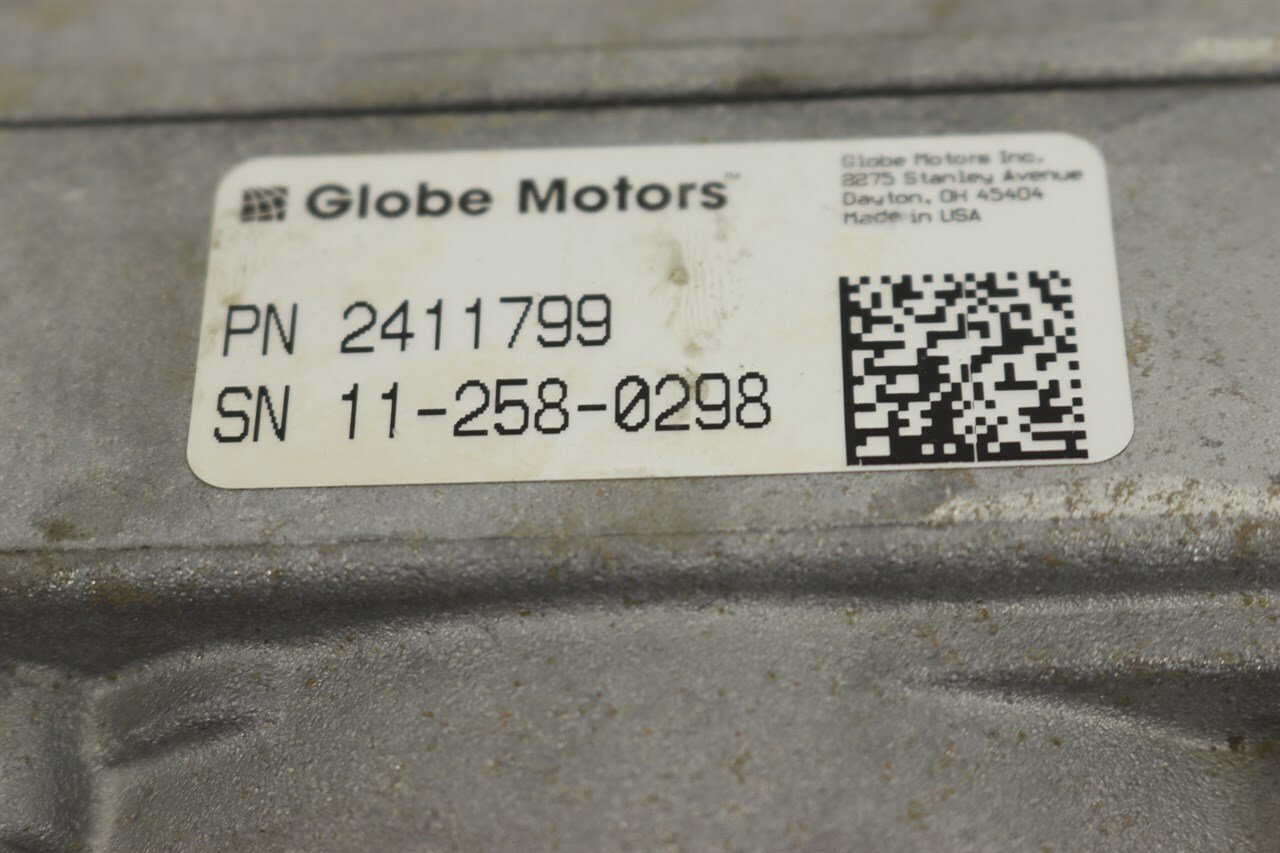 Globe Motors™
Globe Motors Inc.
2275 Stanley Avenue
Dayton, OH 45404
Made in USA
PN 2411799
SN 11-258-0298